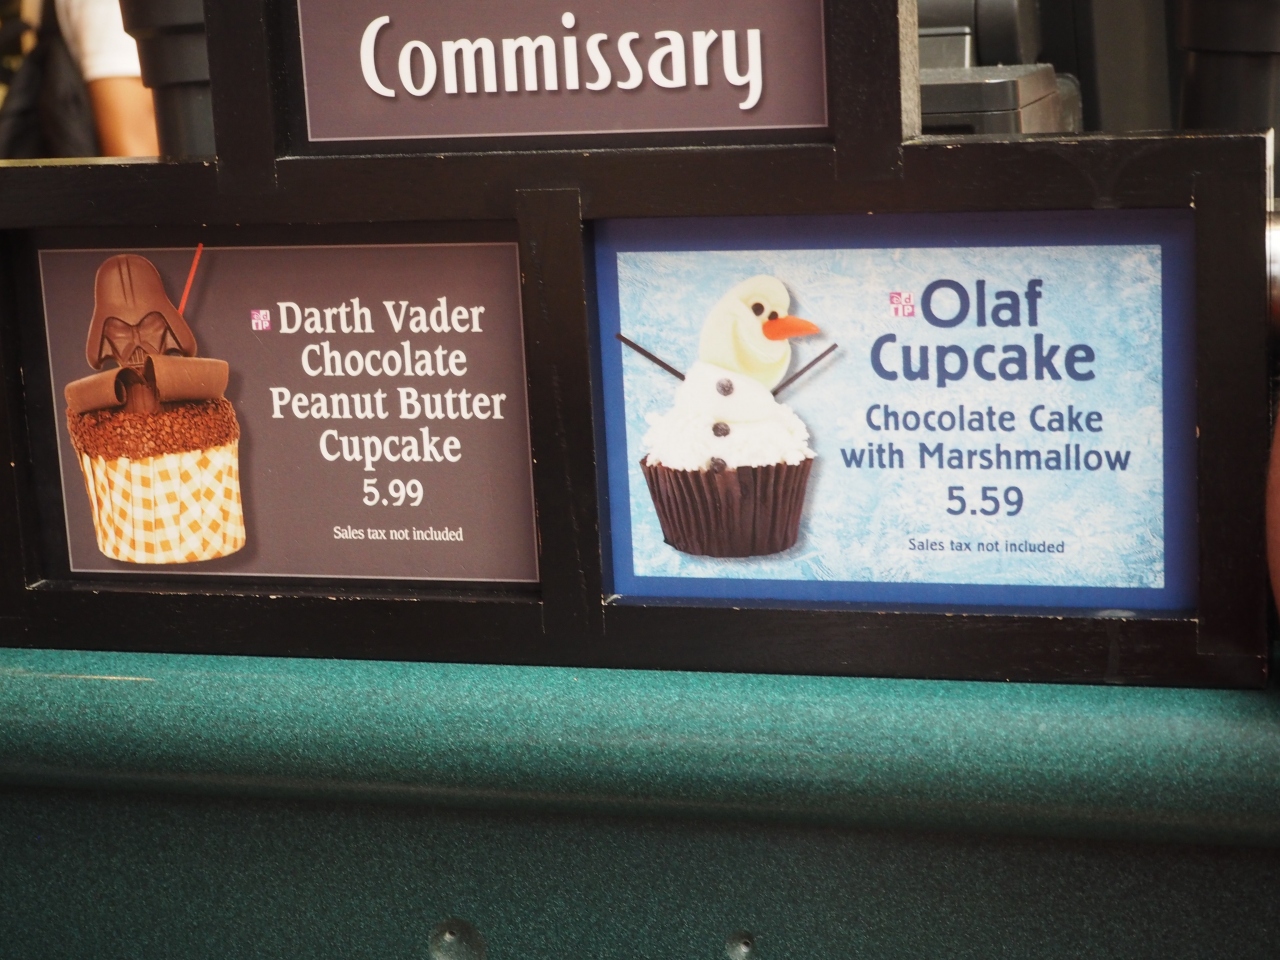 Commissary
Darth Vader
Chocolate
Peanut Butter
Cupcake
5.99
Sales tax not included
Olaf
Cupcake
Chocolate Cake
with Marshmallow
5.59
Sales tax not included